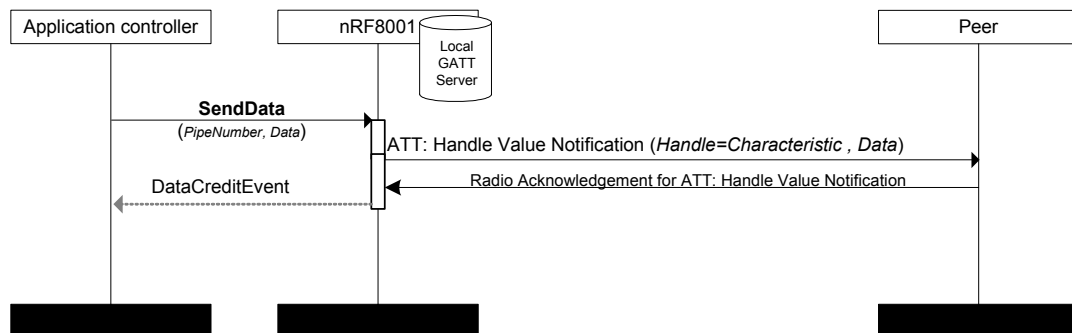 Application controller
nRF8001
Peer
Local
GATT
Server
SendData
(PipeNumber, Data)
ATT: Handle Value Notification (Handle=Characteristic , Data)
Radio Acknowledgement for ATT: Handle Value Notification
DataCreditEvent